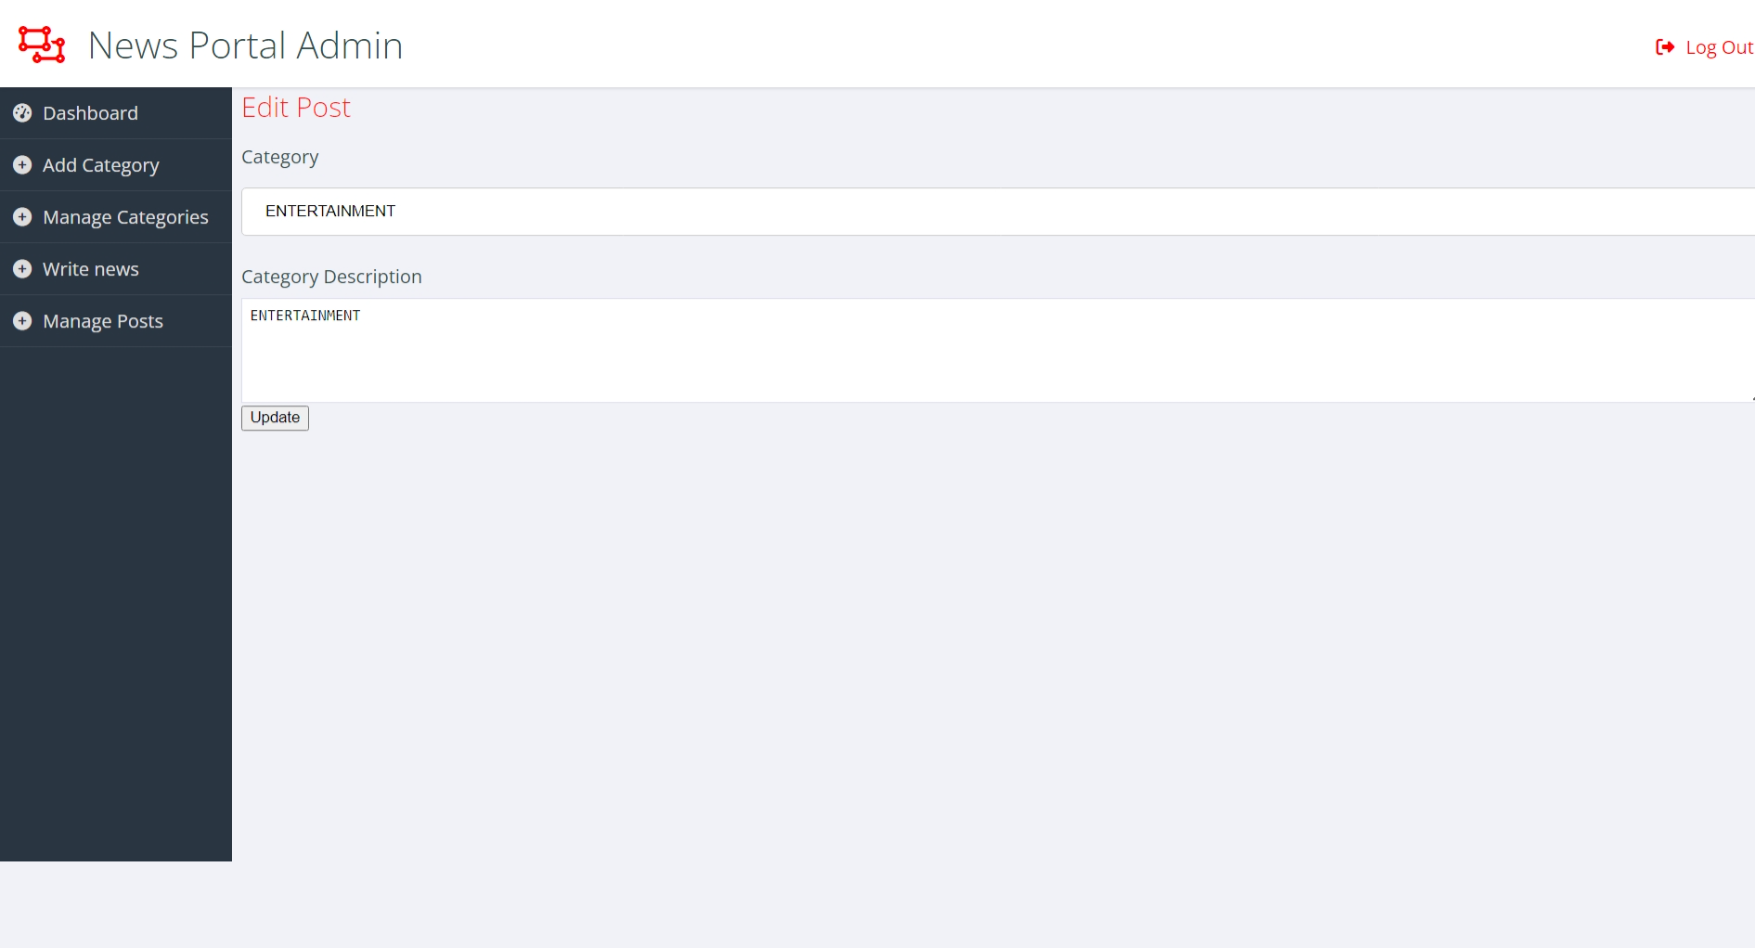 News Portal Admin
Log Out
Dashboard
Add Category
Manage Categories
Write news
Manage Posts
Edit Post
Category
ENTERTAINMENT
Category Description
ENTERTAINMENT
Update